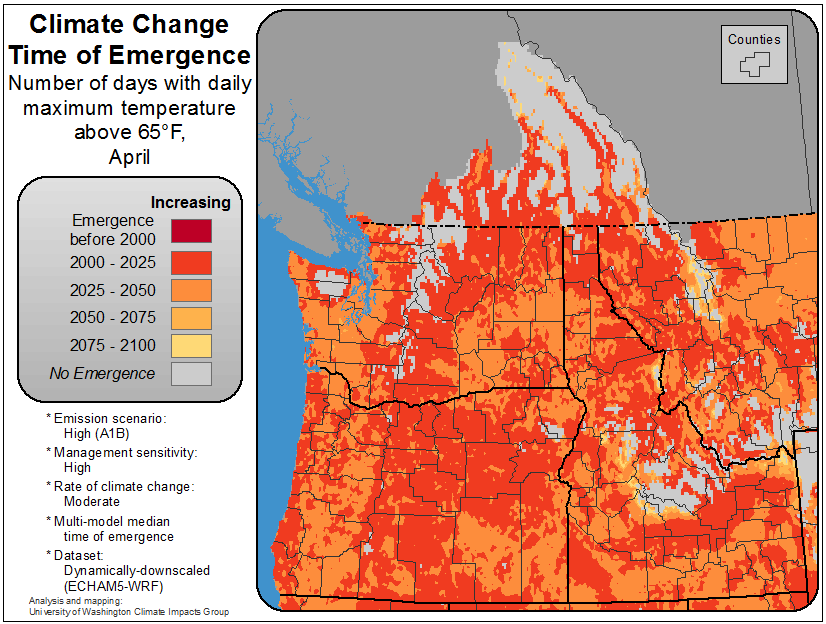 Climate Change
Time of Emergence
Number of days with daily
maximum temperature
above 65°F,
April
Counties
Increasing
Emergence
before 2000
2000 - 2025
2025 - 2050
2050 - 2075
2075 - 2100
No Emergence
* Emission scenario:
High (A1B)
* Management sensitivity:
High
* Rate of climate change:
Moderate
* Multi-model median
time of emergence
* Dataset:
Dynamically-downscaled
(ECHAM5-WRF)
Analysis and mapping:
University of Washington Climate Impacts Group